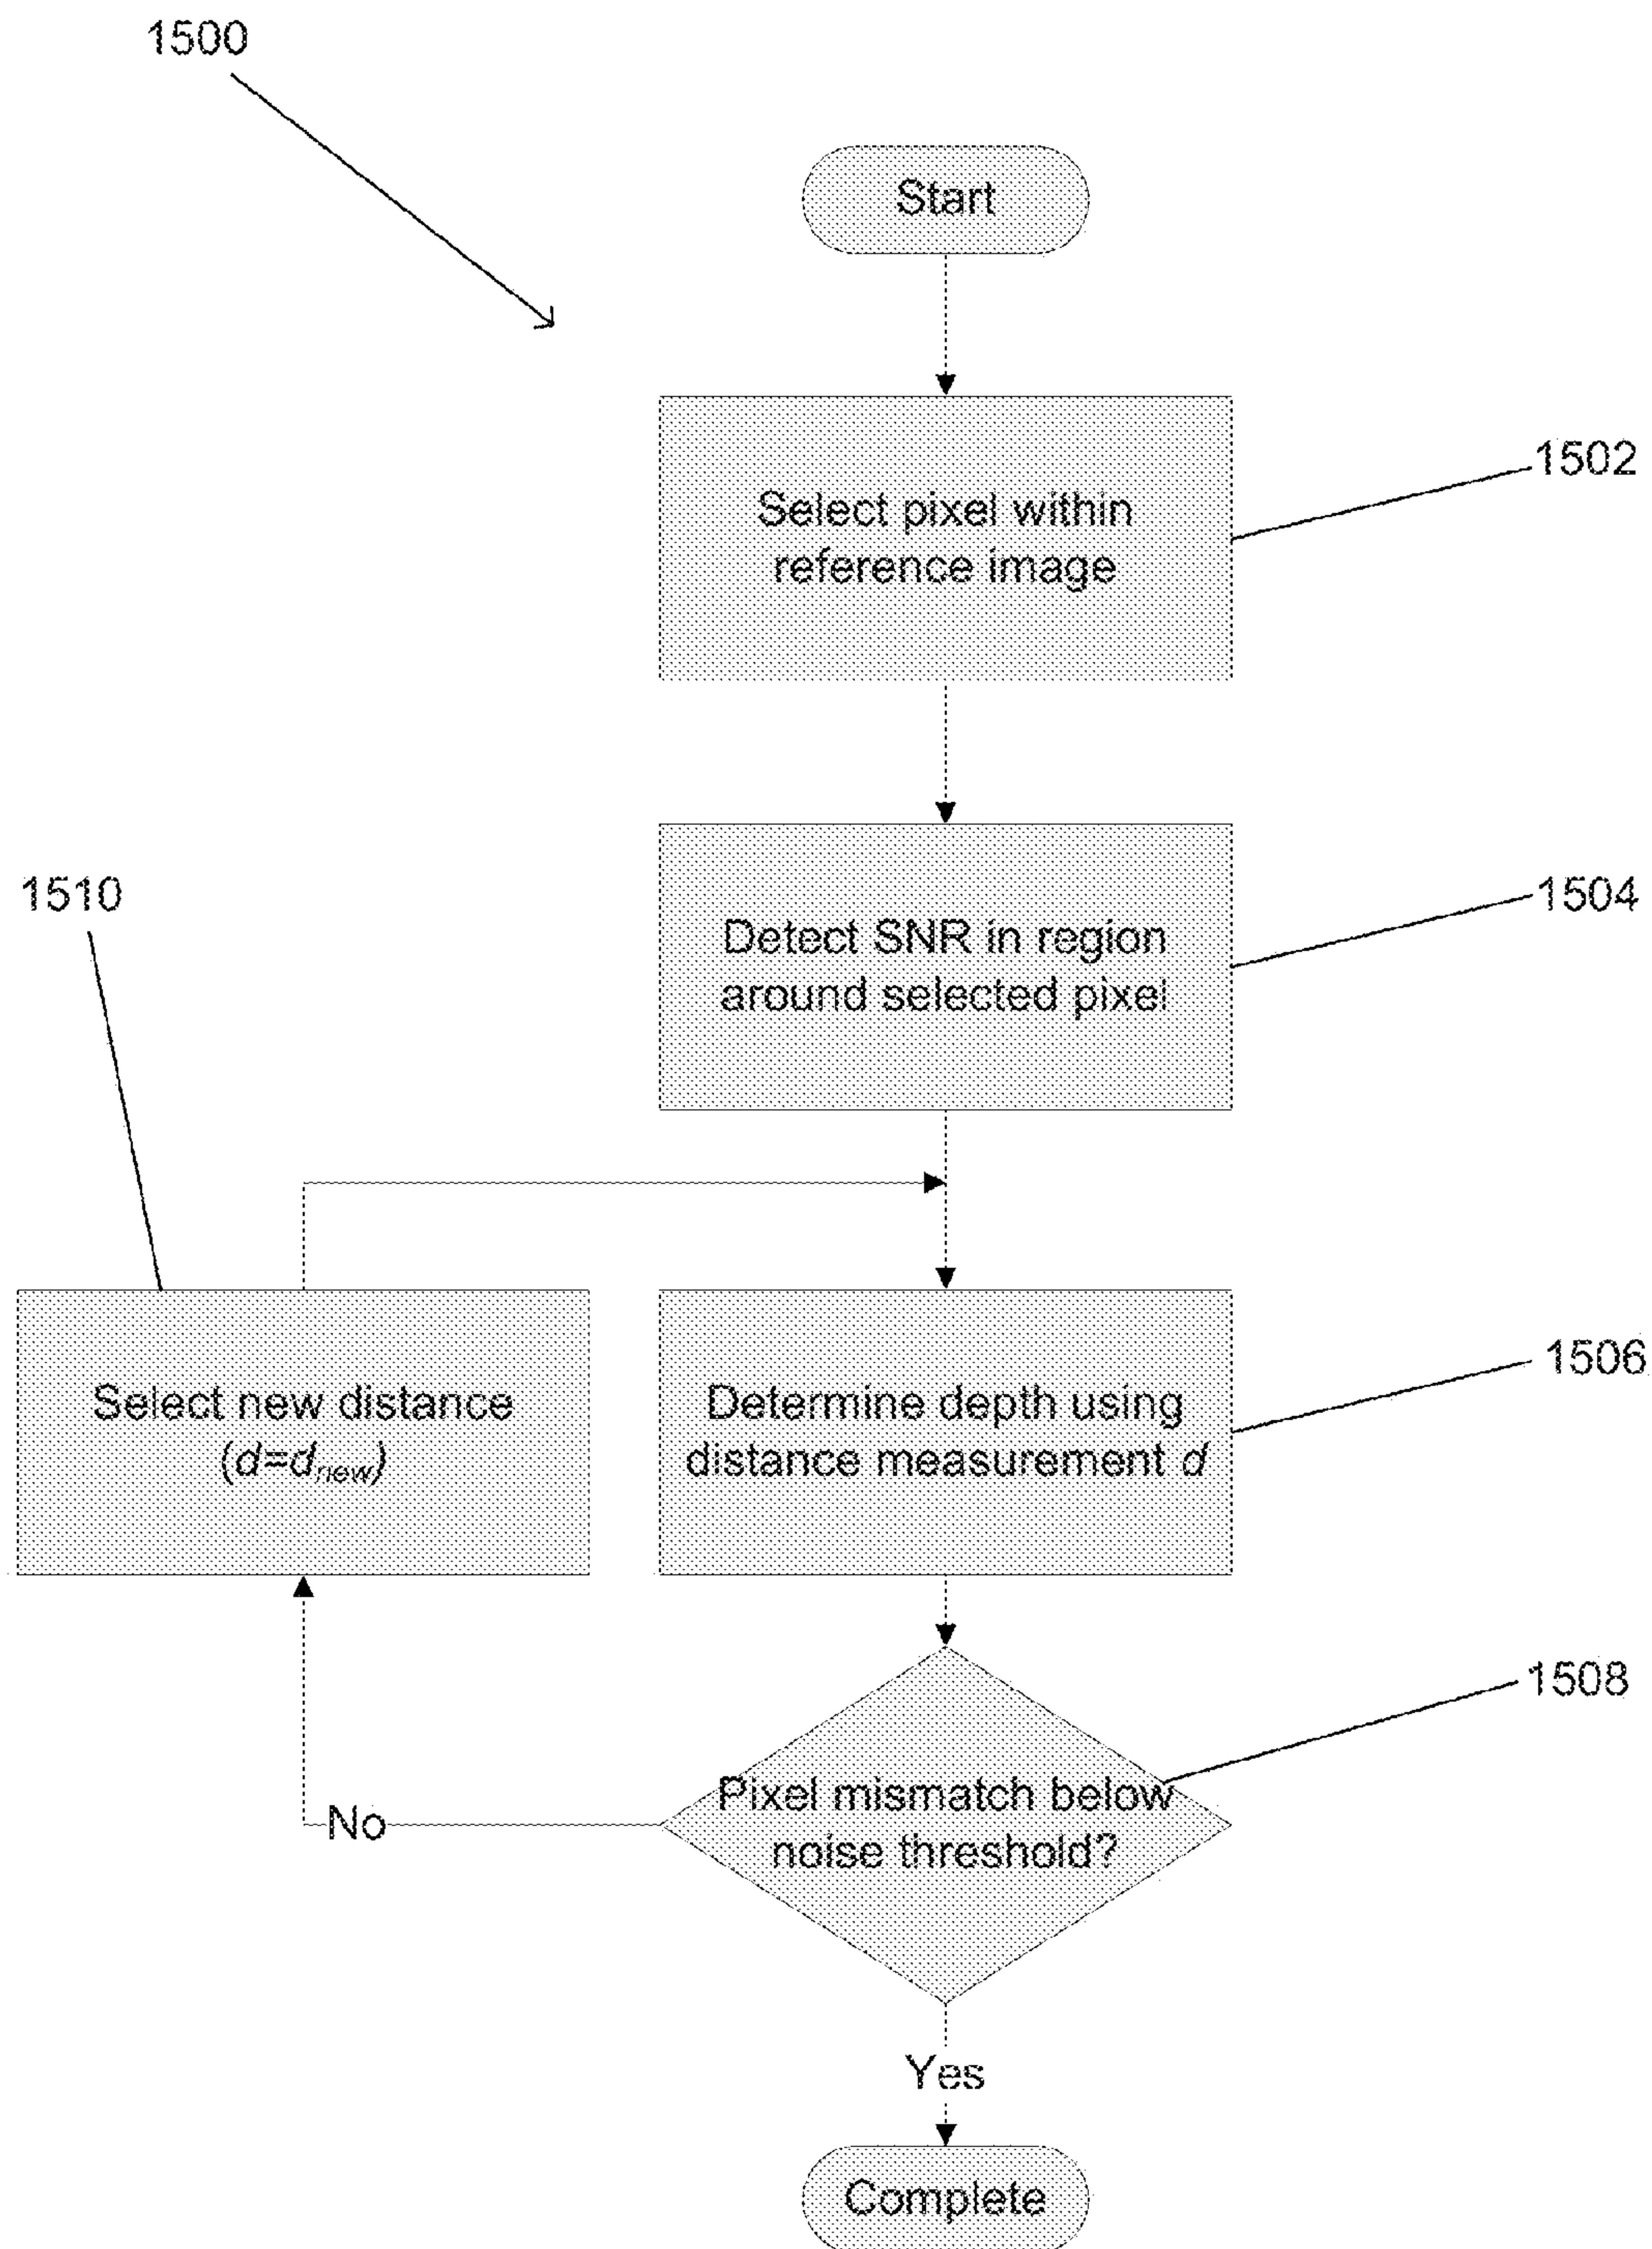 1500
Start
1502
Select pixel within
reference image
1504
Detect SNR in region
around selected pixel
1510
Select new distance
(d=dnew)
1506
Determine depth using
distance measurement d
1508
Pixel mismatch below
noise threshold?
No
Yes
Complete